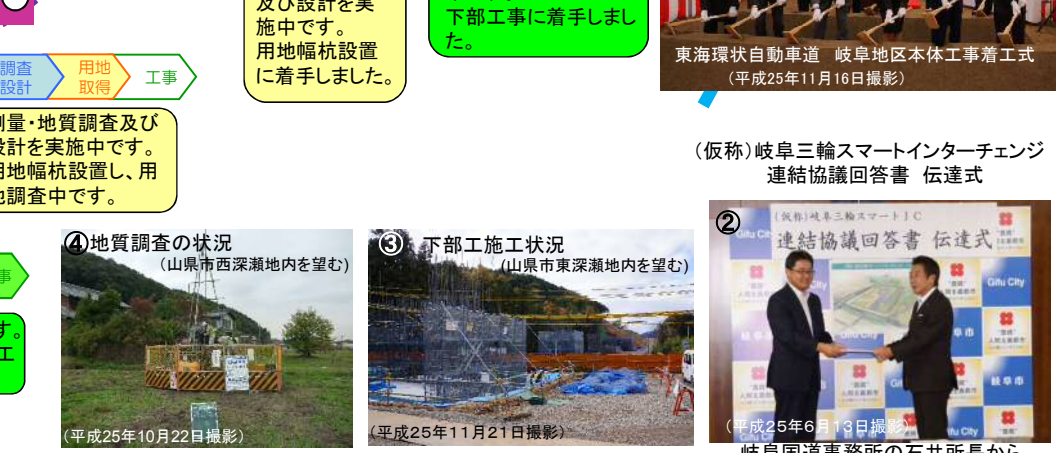 及び設計を実
施中です。
用地幅杭設置
に着手しました。
下部工事に着手しまし
た。
東海環状自動車道　岐阜地区本体工事着工式
（平成25年11月16日撮影）
調査
設計
用地
取得
工事
測量・地質調査及び
設計を実施中です。
用地幅杭設置し、用
地調査中です。
（仮称）岐阜三輪スマートインターチェンジ
連結協議回答書　伝達式
④地質調査の状況
（山県市西深瀬地内を望む）
（平成25年10月22日撮影）
③　下部工施工状況
（山県市東深瀬地内を望む）
（平成２５年１１月２１日撮影）
②
（仮称）岐阜三輪スマートＩＣ
連結協議回答書　伝達式
Gifu City
Gifu City
岐阜市
岐阜市
（平成25年6月13日撮影）
事
す。
工
岐阜国道事務所の石井所長から